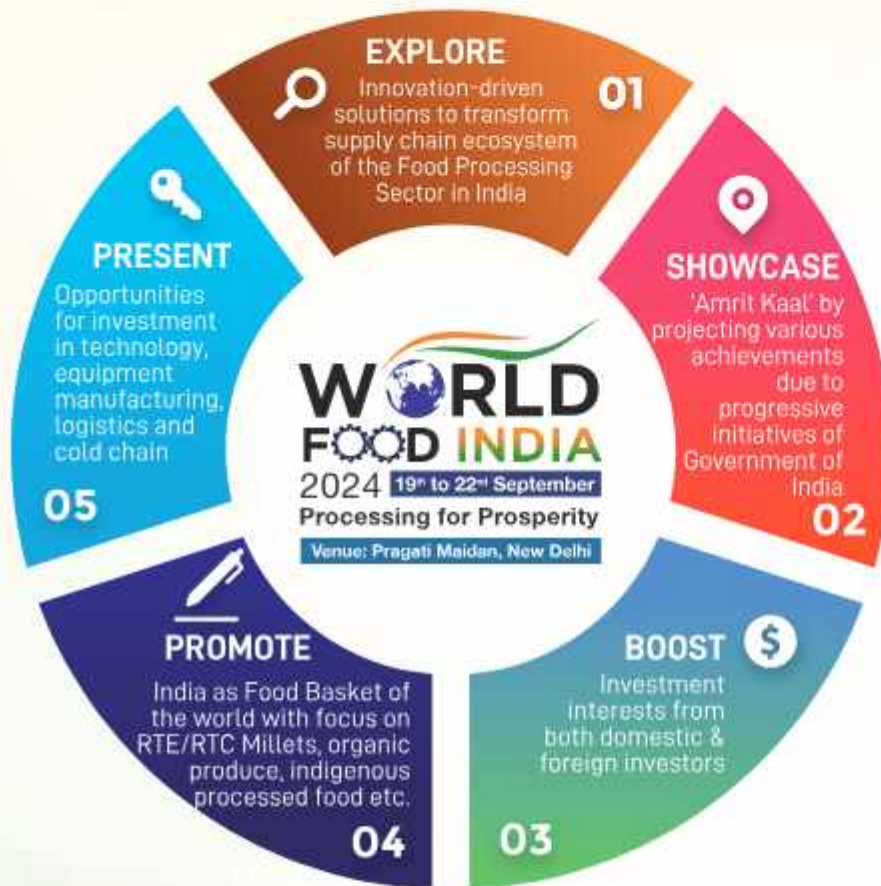 EXPLORE
Innovation-driven
solutions to transform
supply chain ecosystem
of the Food Processing
Sector in India
01
SHOWCASE
'Amrit Kaal' by
projecting various
achievements
due to
progressive
initiatives of
Government of
India
02
BOOST
$
Investment
interests from
both domestic &
foreign investors
03
PROMOTE
India as Food Basket of
the world with focus on
RTE/RTC Millets, organic
produce, indigenous
processed food etc.
04
PRESENT
Opportunities
for investment
in technology,
equipment
manufacturing,
logistics and
cold chain
05
WORLD
FOOD INDIA
2024 19th to 22nd September
Processing for Prosperity
Venue: Pragati Maidan, New Delhi